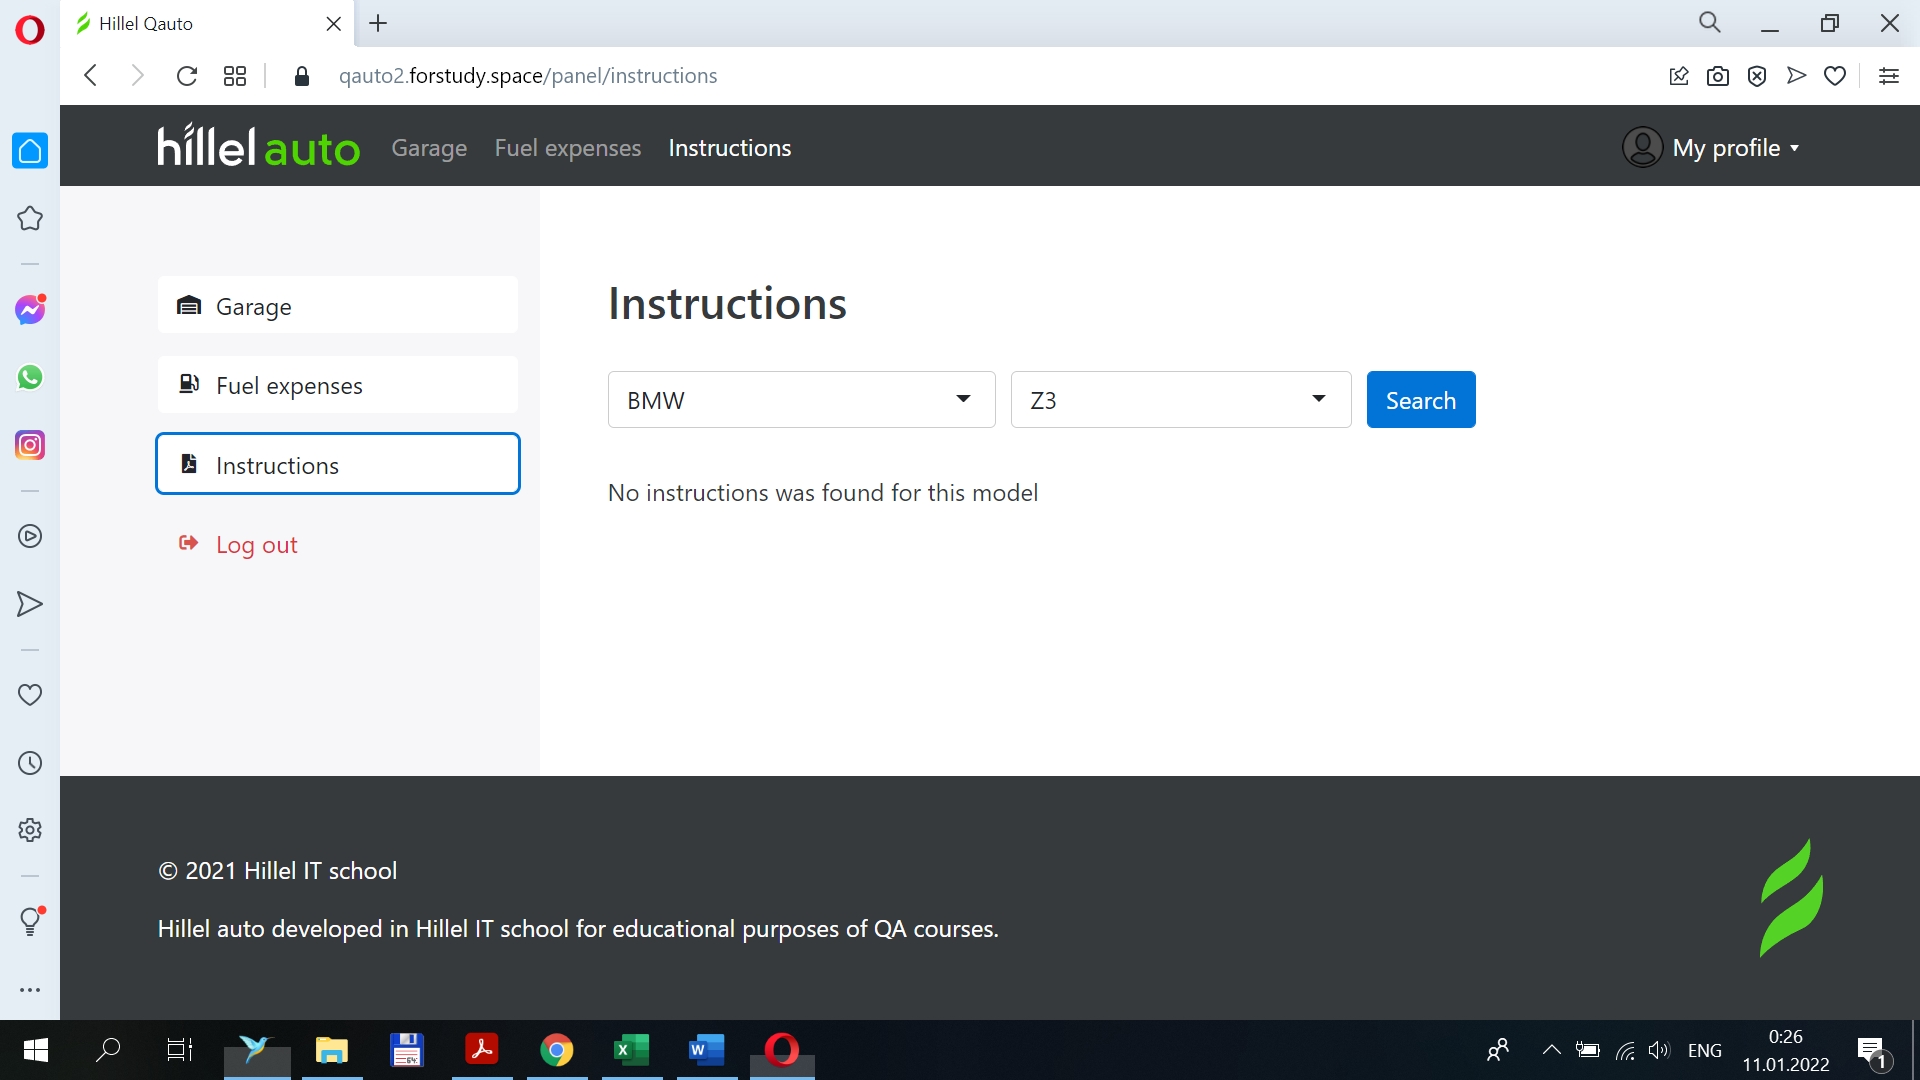 Hillel Qauto
qauto2.forstudy.space/panel/instructions
hillel auto Garage Fuel expenses Instructions My profile
Garage
Fuel expenses
Instructions
Log out
Instructions
BMW Z3 Search
No instructions was found for this model
© 2021 Hillel IT school
Hillel auto developed in Hillel IT school for educational purposes of QA courses.
64
X
W
ENG
0:26
11.01.2022
1